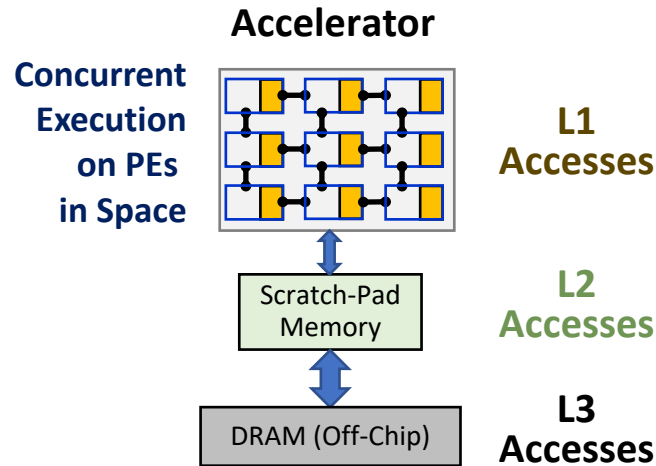 Accelerator
Concurrent
Execution
on PEs
in Space
L1
Accesses
Scratch-Pad
Memory
L2
Accesses
DRAM (Off-Chip)
L3
Accesses